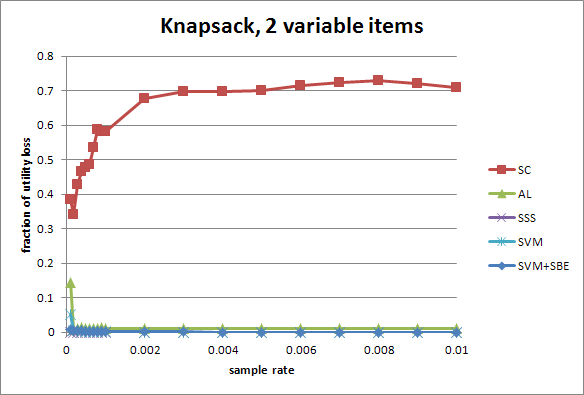 Knapsack, 2 variable items
0.8
0.7
0.6
0.5
0.4
0.3
0.2
0.1
0
fraction of utility loss
0 0.002 0.004 0.006 0.008 0.01
sample rate
SC
AL
SSS
SVM
SVM+SBE